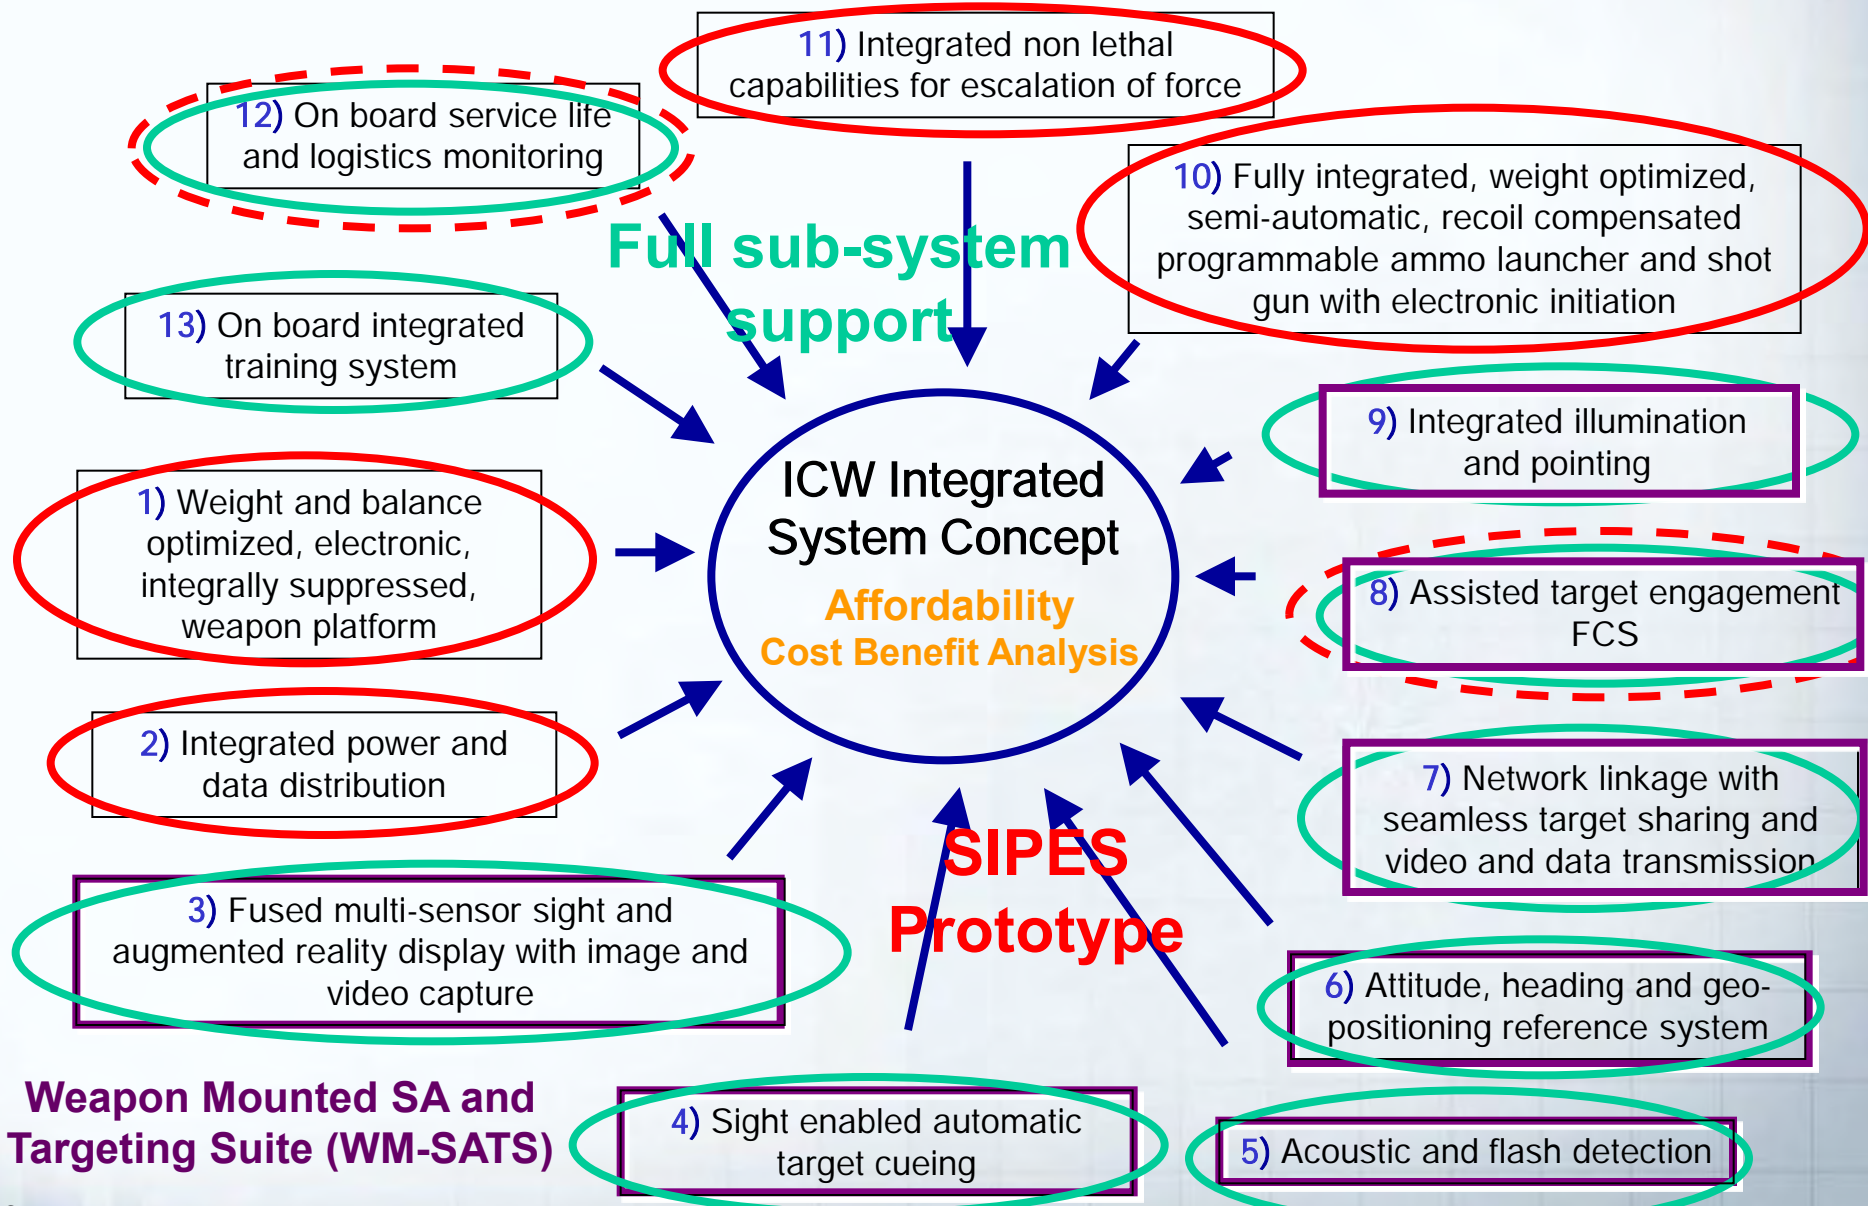 11) Integrated non lethal
capabilities for escalation of force
12) On board service life
and logistics monitoring
10) Fully integrated, weight optimized,
semi-automatic, recoil compensated
programmable ammo launcher and shot
gun with electronic initiation
Full sub-system
support
13) On board integrated
training system
9) Integrated illumination
and pointing
ICW Integrated
System Concept
Affordability
Cost Benefit Analysis
1) Weight and balance
optimized, electronic,
integrally suppressed,
weapon platform
8) Assisted target engagement
FCS
2) Integrated power and
data distribution
7) Network linkage with
seamless target sharing and
video and data transmission
SIPES
Prototype
3) Fused multi-sensor sight and
augmented reality display with image and
video capture
6) Attitude, heading and geo-
positioning reference system
Weapon Mounted SA and
Targeting Suite (WM-SATS)
4) Sight enabled automatic
target cueing
5) Acoustic and flash detection